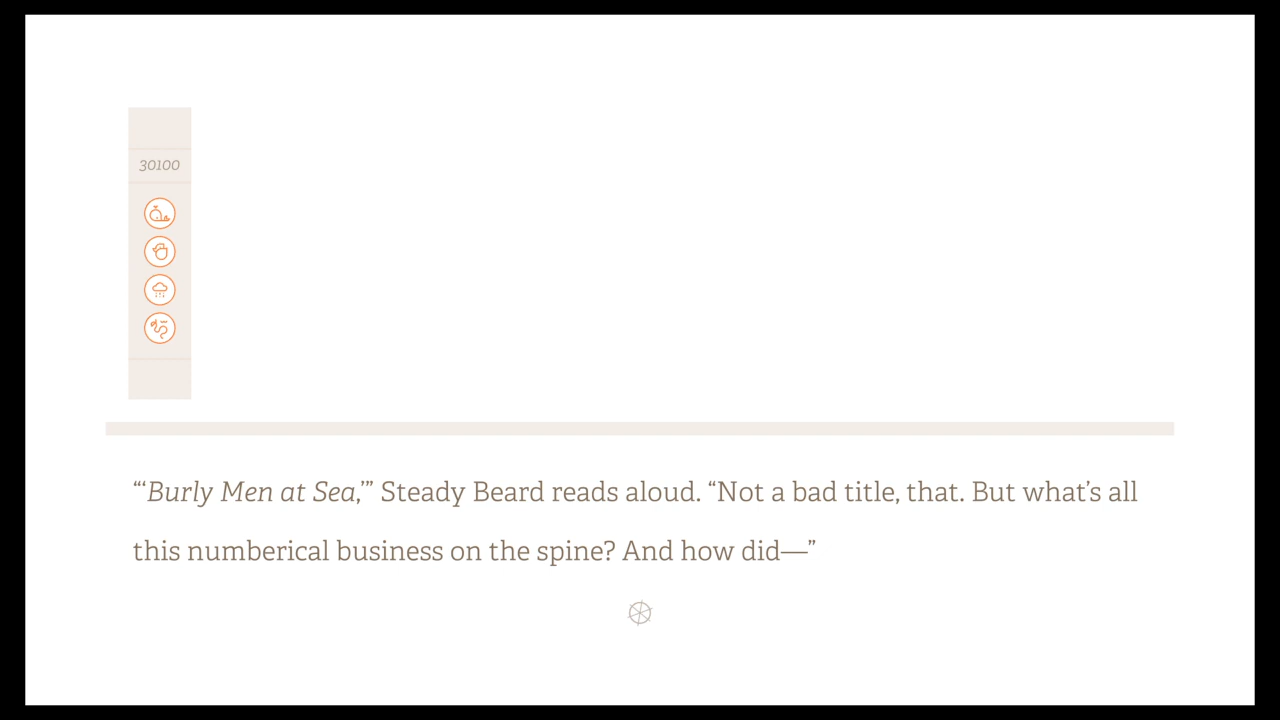 30100
“‘Burly Men at Sea,’” Steady Beard reads aloud. “Not a bad title, that. But what’s all
this numberical business on the spine? And how did—”